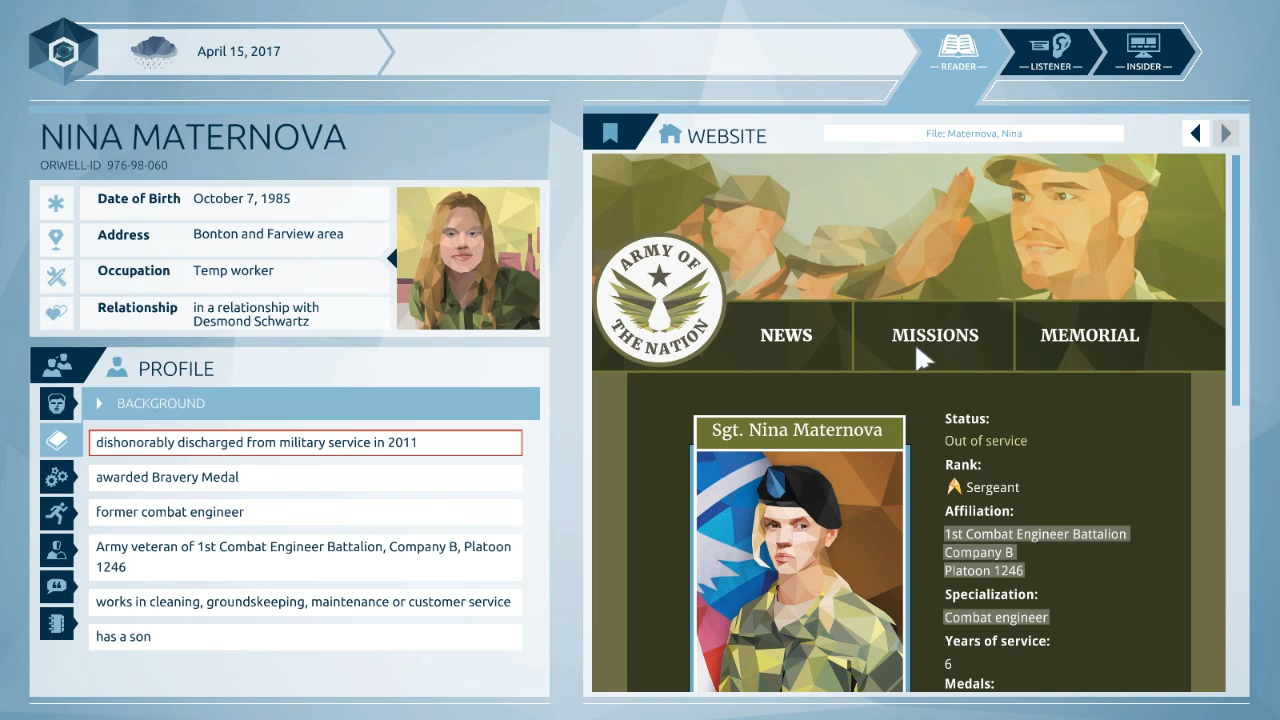 April 15, 2017
READER
LISTENER
INSIDER
NINA MATERNOVA
ORWELL-ID 976-98-060
Date of Birth October 7, 1985
Address Bonton and Farview area
Occupation Temp worker
Relationship in a relationship with
Desmond Schwartz
PROFILE
BACKGROUND
dishonorably discharged from military service in 2011
awarded Bravery Medal
former combat engineer
Army veteran of 1st Combat Engineer Battalion, Company B, Platoon
1246
works in cleaning, groundskeeping, maintenance or customer service
has a son
WEBSITE
File: Maternova, Nina
ARMY OF
THE NATION
NEWS
MISSIONS
MEMORIAL
Sgt. Nina Maternova
Status:
Out of service
Rank:
Sergeant
Affiliation:
1st Combat Engineer Battalion
Company B
Platoon 1246
Specialization:
Combat engineer
Years of service:
6
Medals: